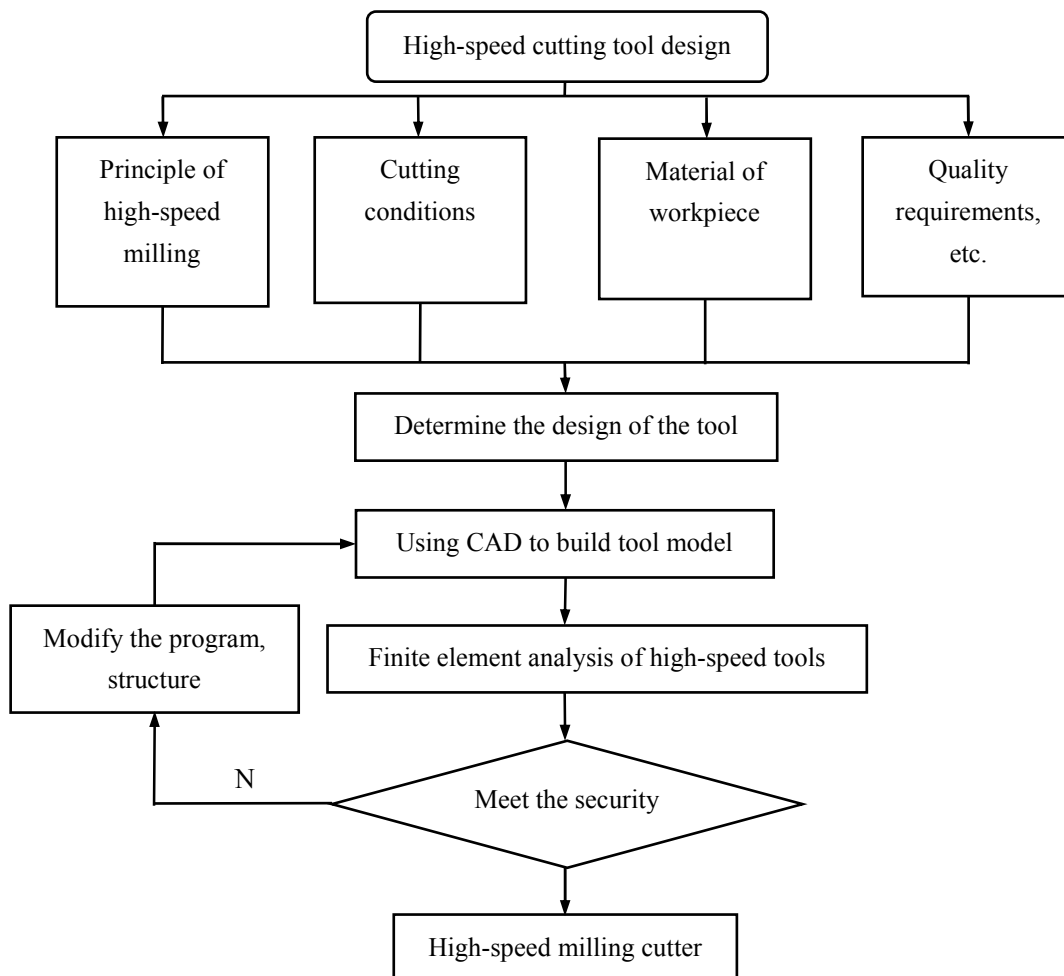 High-speed cutting tool design
Principle of
high-speed
milling
Cutting
conditions
Material of
workpiece
Quality
requirements,
etc.
Determine the design of the tool
Using CAD to build tool model
Modify the program,
structure
Finite element analysis of high-speed tools
N
Meet the security
High-speed milling cutter